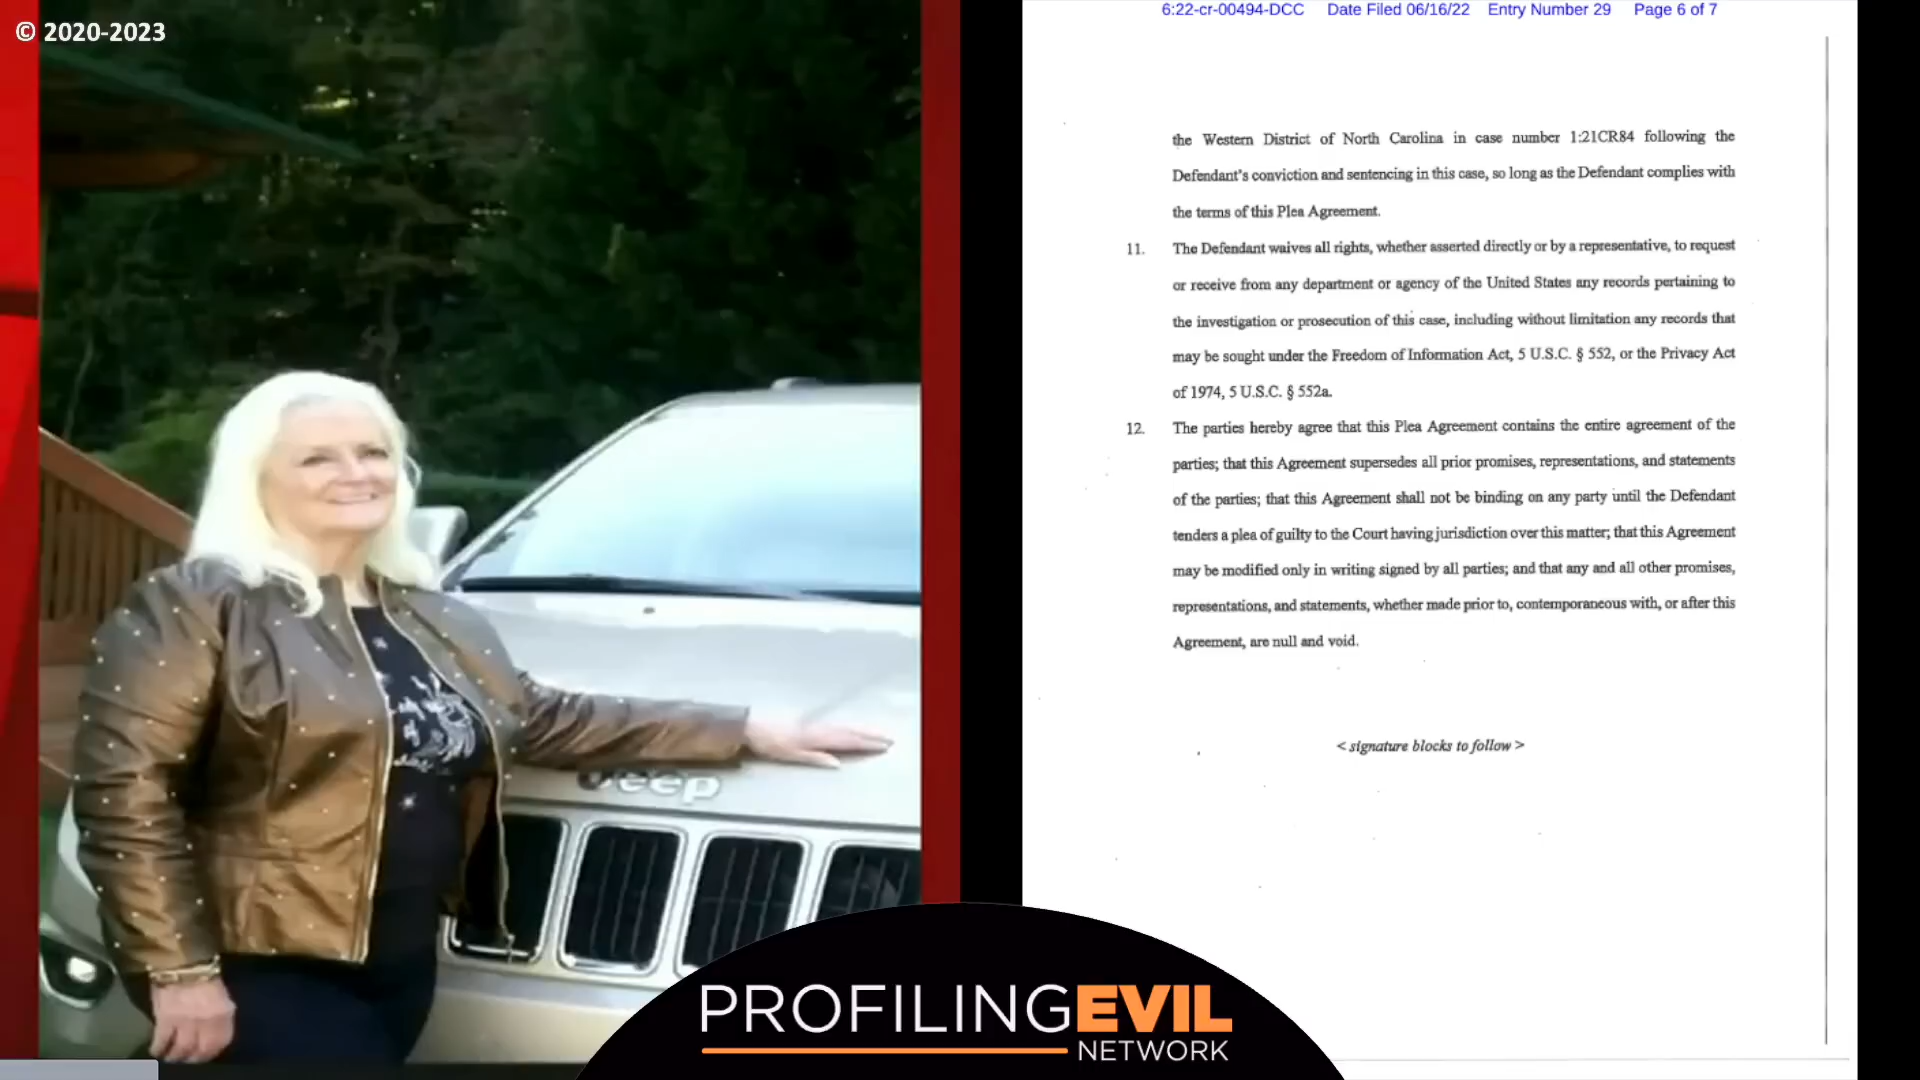 © 2020-2023
Jeep
6:22-cr-00494-DCC Date Filed 06/16/22 Entry Number 29 Page 6 of 7
the Western District of North Carolina in case number 1:21CR84 following the
Defendant's conviction and sentencing in this case, so long as the Defendant complies with
the terms of this Plea Agreement.
11. The Defendant waives all rights, whether asserted directly or by a representative, to request
or receive from any department or agency of the United States any records pertaining to
the investigation or prosecution of this case, including without limitation any records that
may be sought under the Freedom of Information Act, 5 U.S.C. § 552, or the Privacy Act
of 1974, 5 U.S.C. § 552a.
12. The parties hereby agree that this Plea Agreement contains the entire agreement of the
parties; that this Agreement supersedes all prior promises, representations, and statements
of the parties; that this Agreement shall not be binding on any party until the Defendant
tenders a plea of guilty to the Court having jurisdiction over this matter; that this Agreement
may be modified only in writing signed by all parties; and that any and all other promises,
representations, and statements, whether made prior to, contemporaneous with, or after this
Agreement, are null and void.
< signature blocks to follow >
PROFILINGEVIL
NETWORK